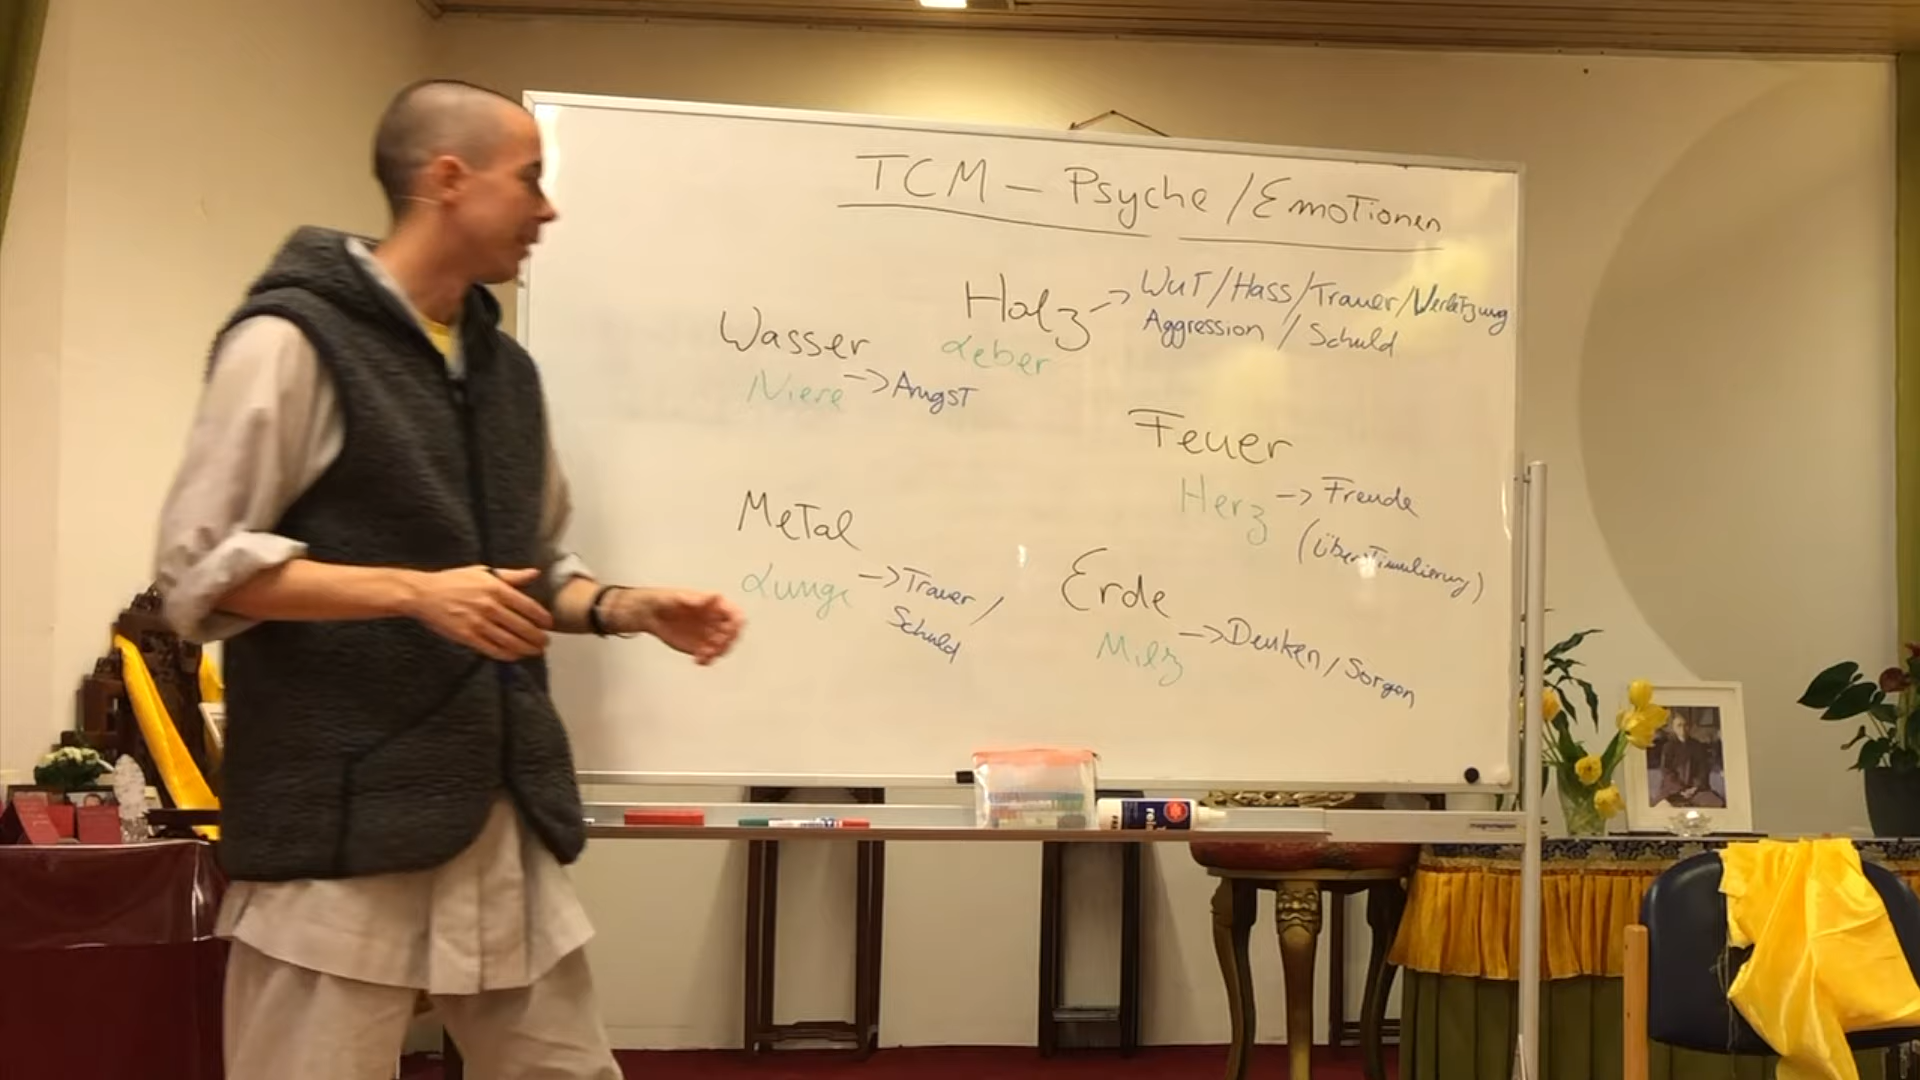 TCM – Psyche/Emotionen
Holz -> Wut/Hass/Trauer/Verletzung
Aggression / Schuld
Leber
Wasser
Niere -> Angst
Feuer
Herz -> Freude
(Überstimulierung)
Metal
Lunge -> Trauer /
Schuld
Erde
Milz -> Denken, Sorgen